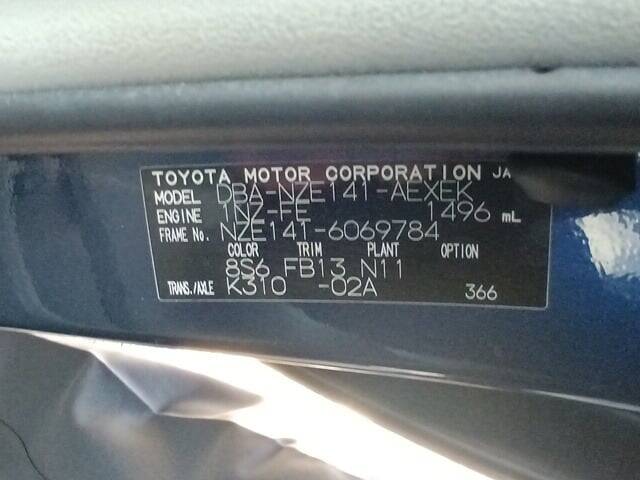 TOYOTA MOTOR CORPORATION JA
MODEL DBA-NZE141-AEXEK
ENGINE 1NZ-FE 1496 mL
FRAME No. NZE141-6069784
COLOR TRIM PLANT OPTION
8S6 FB13 N11
TRANS./AXLE K310 -02A 366